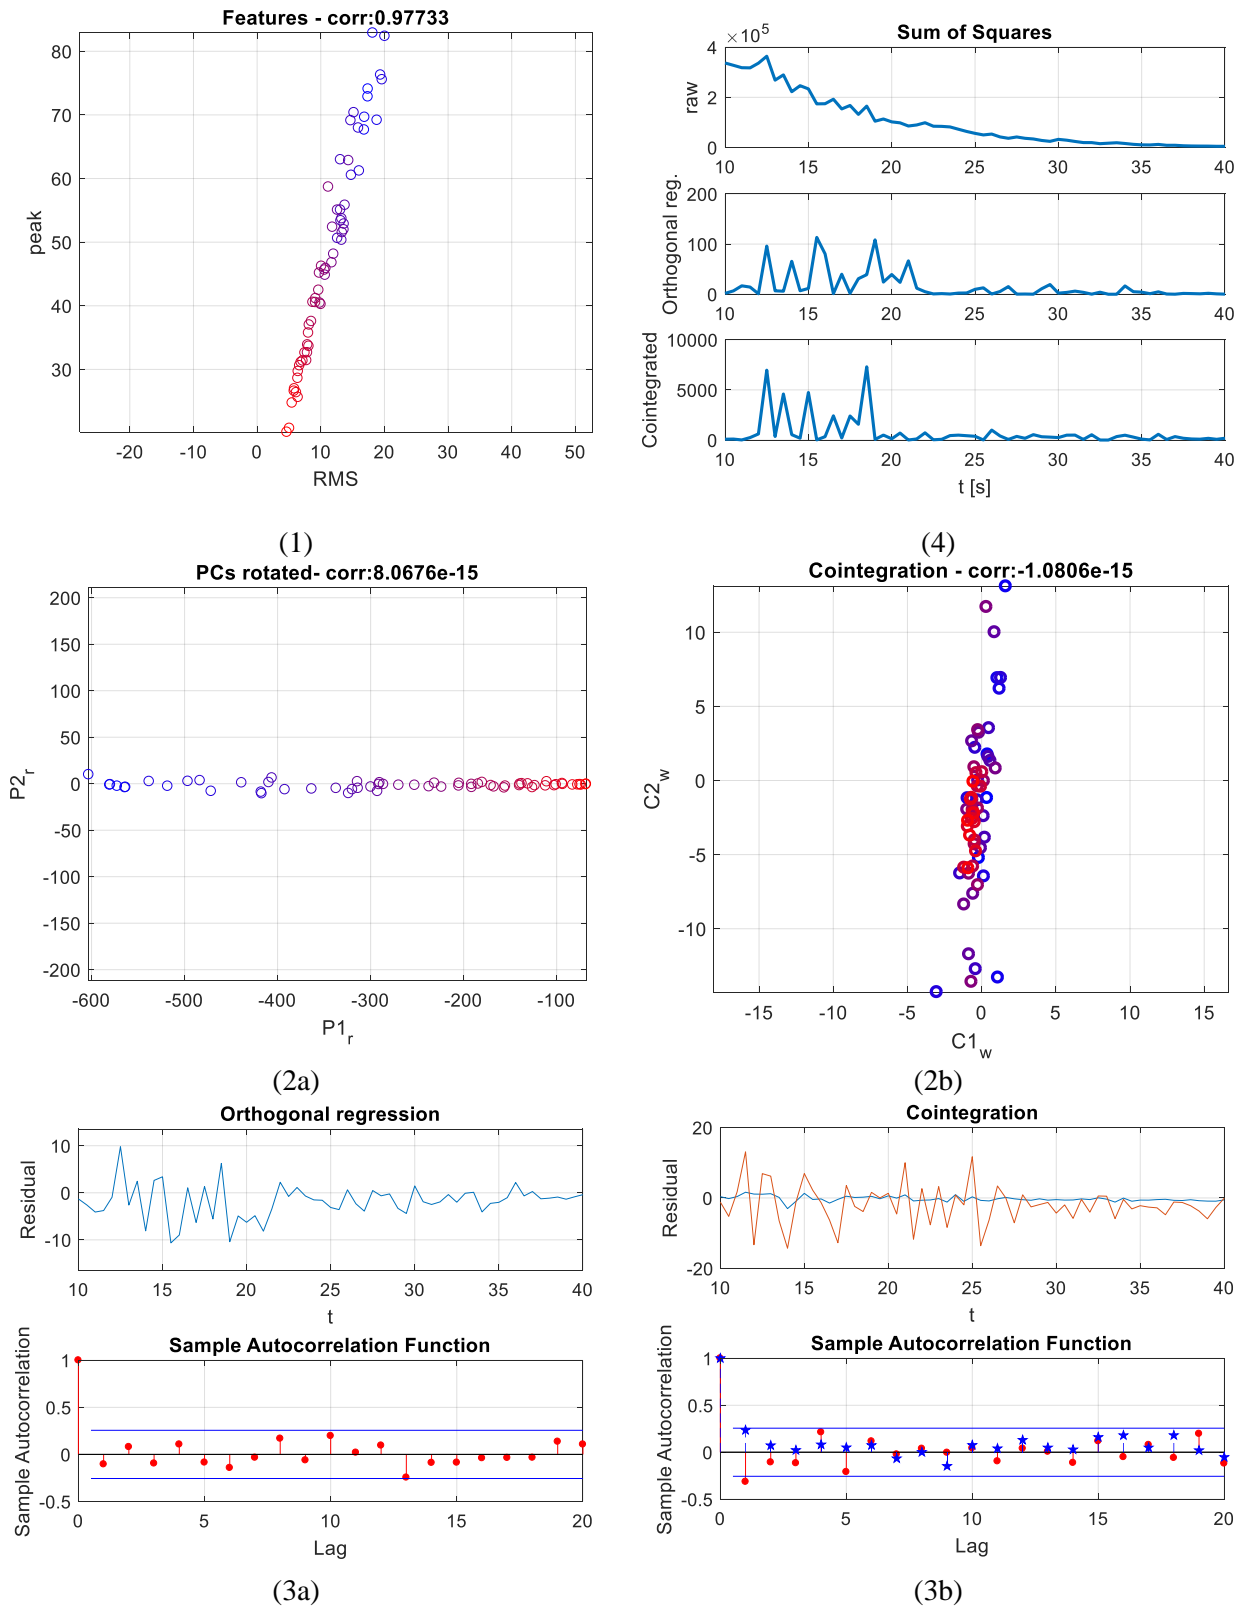 Features - corr:0.97733
80
70
60
50
40
30
peak
-20 -10 0 10 20 30 40 50
RMS
(1)
Sum of Squares
×10^5
4
2
0
raw
10 15 20 25 30 35 40
200
100
0
Orthogonal reg.
10 15 20 25 30 35 40
10000
5000
0
Cointegrated
10 15 20 25 30 35 40
t [s]
(4)
PCs rotated- corr:8.0676e-15
200
150
100
50
0
-50
-100
-150
-200
P2_r
-600 -500 -400 -300 -200 -100
P1_r
(2a)
Cointegration - corr:-1.0806e-15
10
5
0
-5
-10
C2_w
-15 -10 -5 0 5 10 15
C1_w
(2b)
Orthogonal regression
10
0
-10
Residual
10 15 20 25 30 35 40
t
Sample Autocorrelation Function
1
0.5
0
-0.5
Sample Autocorrelation
0 5 10 15 20
Lag
(3a)
Cointegration
20
0
-20
Residual
10 15 20 25 30 35 40
t
Sample Autocorrelation Function
1
0.5
0
-0.5
Sample Autocorrelation
0 5 10 15 20
Lag
(3b)